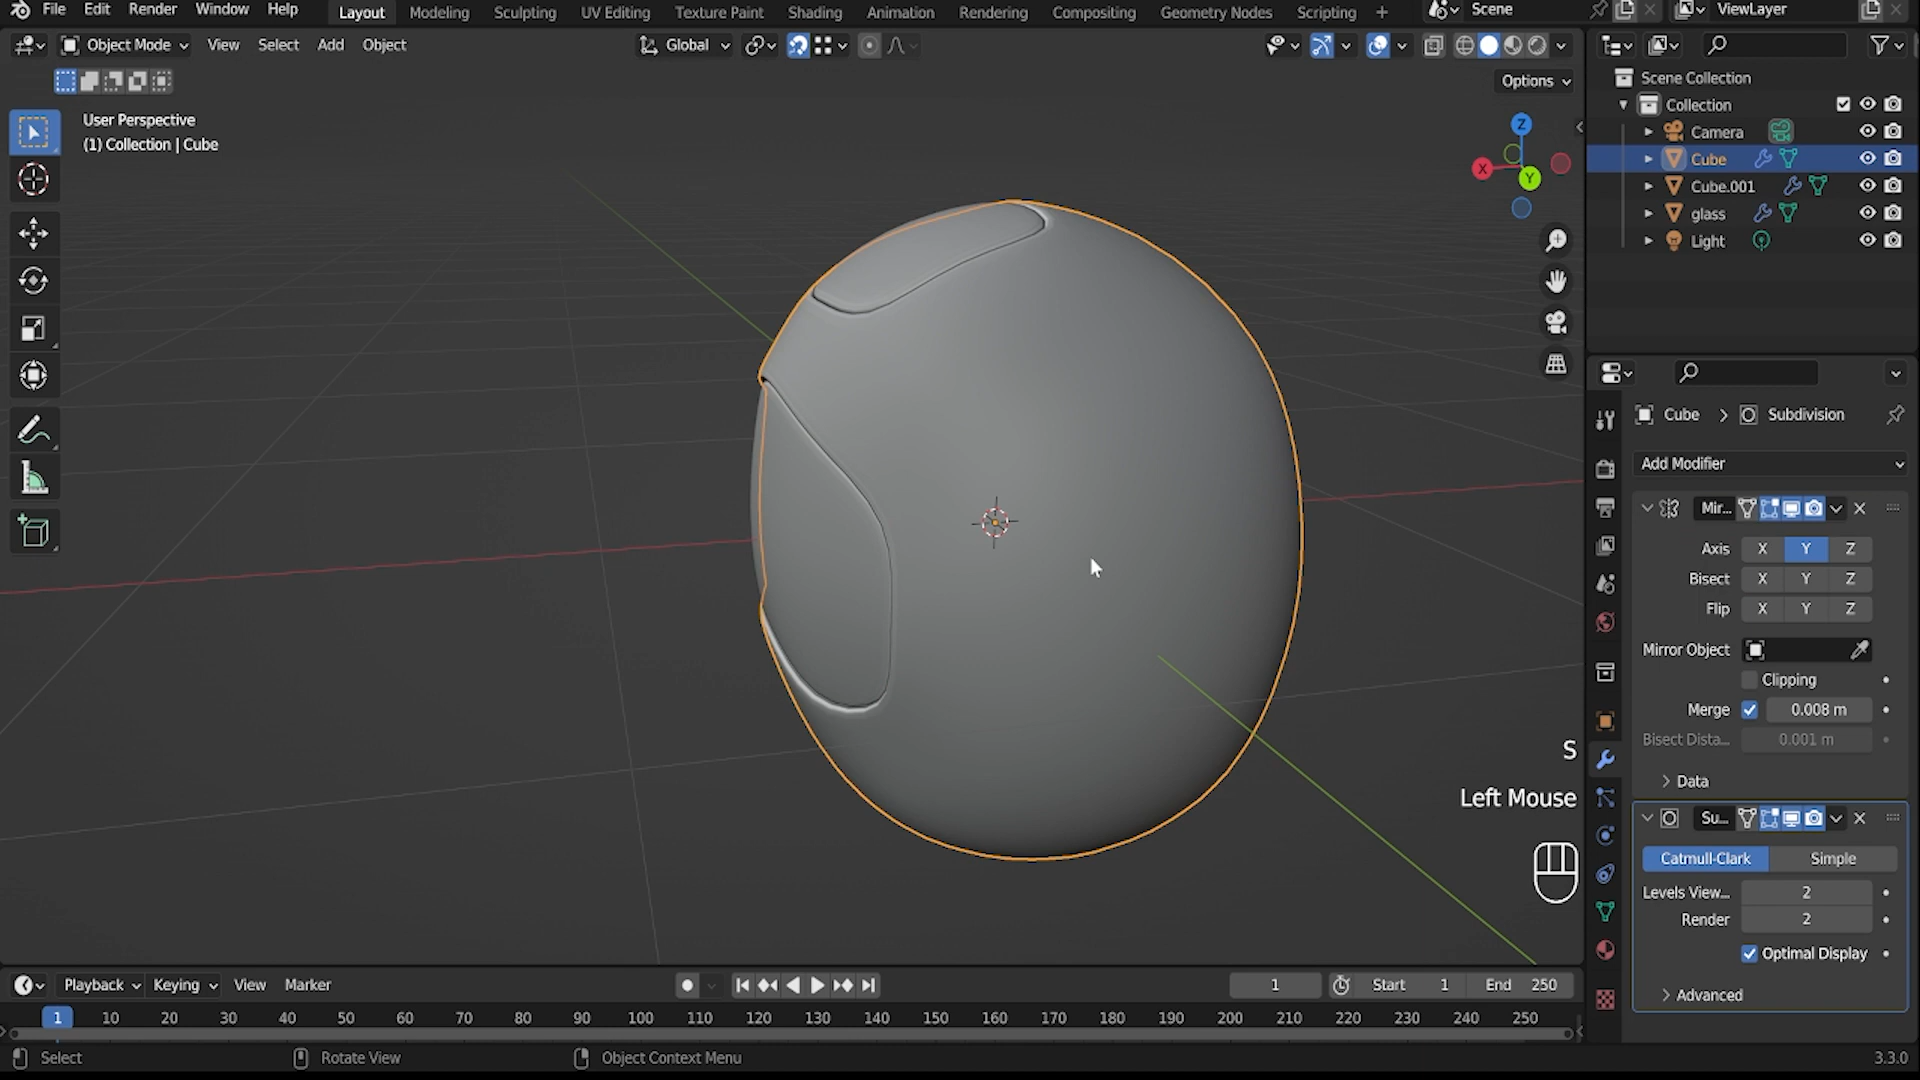 File Edit Render Window Help Layout Modeling Sculpting UV Editing Texture Paint Shading Animation Rendering Compositing Geometry Nodes Scripting + Scene ViewLayer
Object Mode View Select Add Object Global
Options
User Perspective
(1) Collection | Cube
Z
X
Y
Scene Collection
Collection
Camera
Cube
Cube.001
glass
Light
Cube > Subdivision
Add Modifier
Mir...
Axis X Y Z
Bisect X Y Z
Flip X Y Z
Mirror Object
Clipping
Merge 0.008 m
Bisect Dista... 0.001 m
Data
Su...
Catmull-Clark Simple
Levels View... 2
Render 2
Optimal Display
Advanced
S
Left Mouse
Playback Keying View Marker 1 Start 1 End 250
1 10 20 30 40 50 60 70 80 90 100 110 120 130 140 150 160 170 180 190 200 210 220 230 240 250
Select Rotate View Object Context Menu 3.3.0